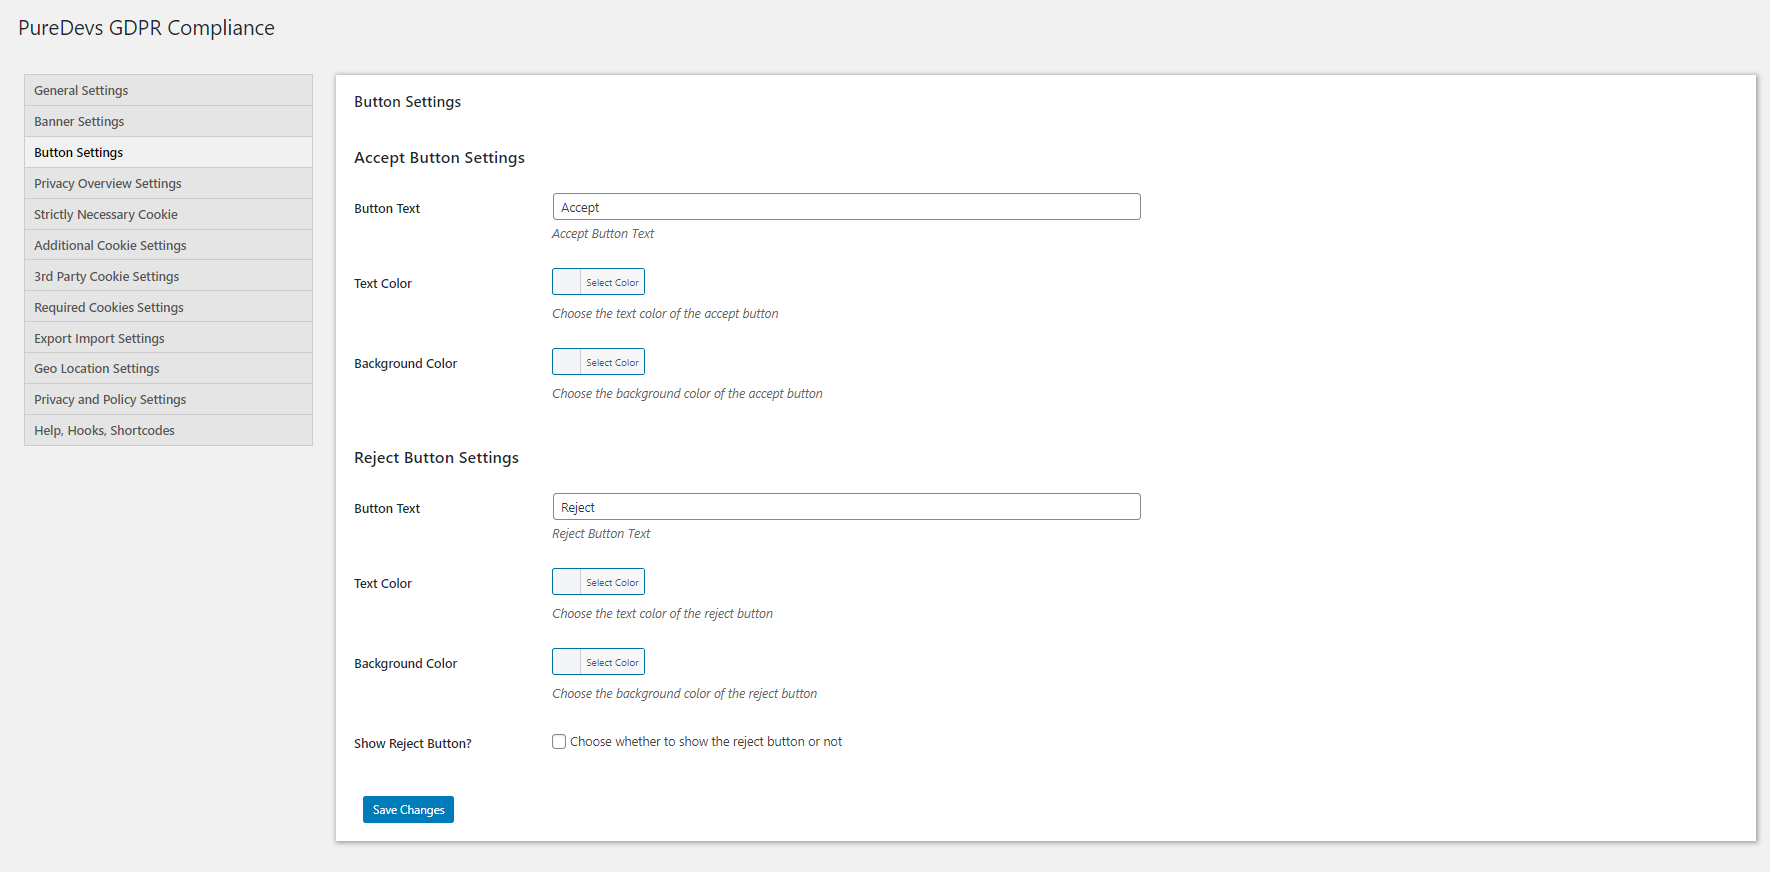 PureDevs GDPR Compliance
General Settings
Banner Settings
Button Settings
Privacy Overview Settings
Strictly Necessary Cookie
Additional Cookie Settings
3rd Party Cookie Settings
Required Cookies Settings
Export Import Settings
Geo Location Settings
Privacy and Policy Settings
Help, Hooks, Shortcodes
Button Settings
Accept Button Settings
Button Text
Accept
Accept Button Text
Text Color
Select Color
Choose the text color of the accept button
Background Color
Select Color
Choose the background color of the accept button
Reject Button Settings
Button Text
Reject
Reject Button Text
Text Color
Select Color
Choose the text color of the reject button
Background Color
Select Color
Choose the background color of the reject button
Show Reject Button?
Choose whether to show the reject button or not
Save Changes